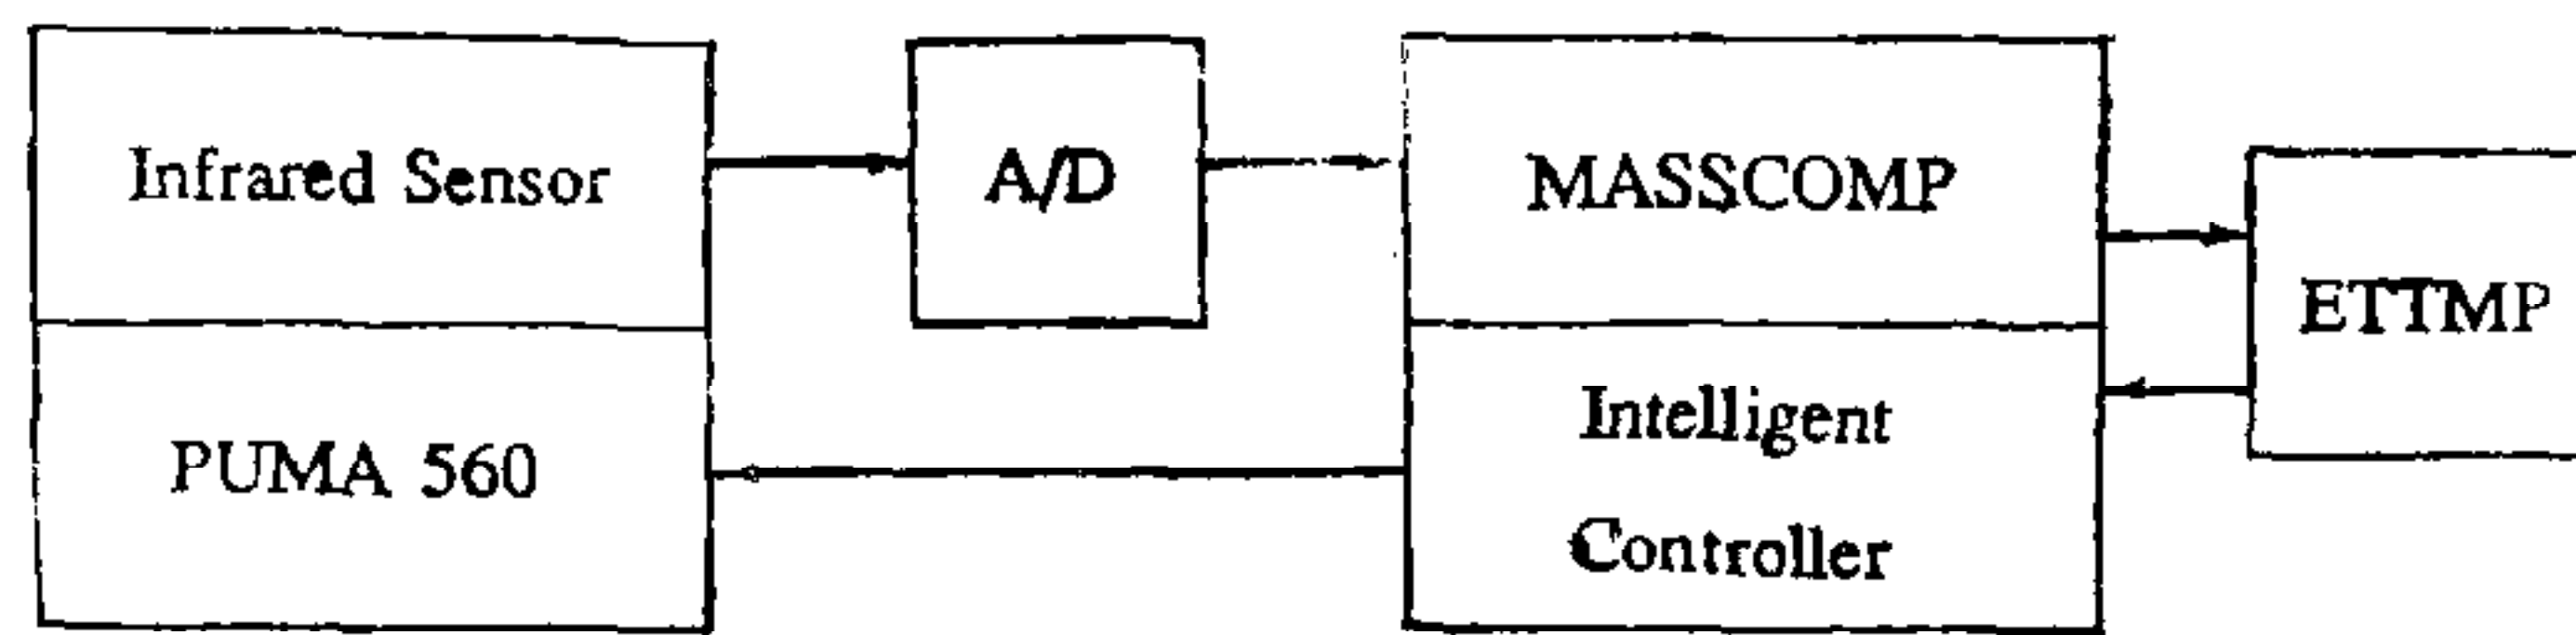 Infrared Sensor
PUMA 560
A/D
MASSCOMP
Intelligent
Controller
ETTMP